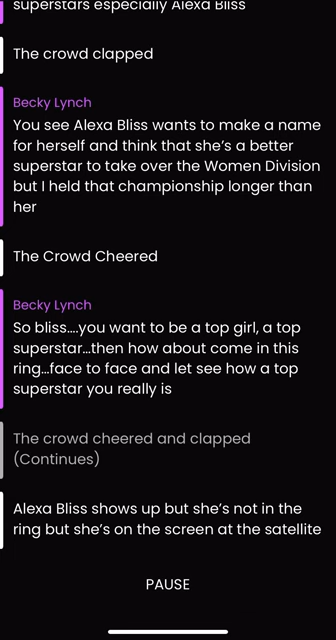 superstars especially Alexa Bliss
The crowd clapped
Becky Lynch
You see Alexa Bliss wants to make a name
for herself and think that she's a better
superstar to take over the Women Division
but I held that championship longer than
her
The Crowd Cheered
Becky Lynch
So bliss....you want to be a top girl, a top
superstar...then how about come in this
ring...face to face and let see how a top
superstar you really is
The crowd cheered and clapped
(Continues)
Alexa Bliss shows up but she's not in the
ring but she's on the screen at the satellite
PAUSE